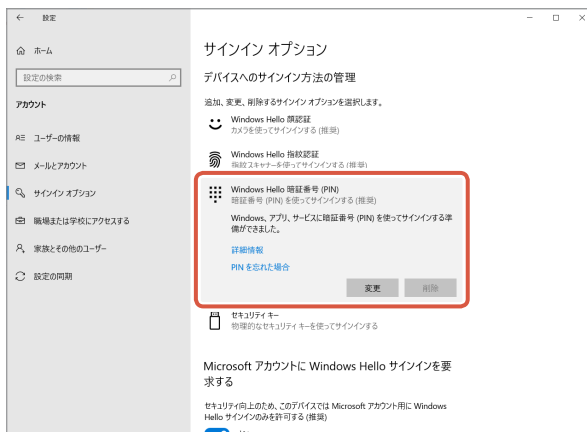 設定
ホーム
設定の検索
アカウント
ユーザーの情報
メールとアカウント
サインイン オプション
職場または学校にアクセスする
家族とその他のユーザー
設定の同期
サインイン オプション
デバイスへのサインイン方法の管理
追加、変更、削除するサインイン オプションを選択します。
Windows Hello 顔認証
カメラを使ってサインインする (推奨)
Windows Hello 指紋認証
指紋スキャナーを使ってサインインする (推奨)
Windows Hello 暗証番号 (PIN)
暗証番号 (PIN) を使ってサインインする (推奨)
Windows、アプリ、サービスに暗証番号 (PIN) を使ってサインインする準
備ができました。
詳細情報
PIN を忘れた場合
変更 削除
セキュリティ キー
物理的なセキュリティ キーを使ってサインインする
Microsoft アカウントに Windows Hello サインインを要
求する
セキュリティ向上のため、このデバイスでは Microsoft アカウント用に Windows
Hello サインインのみを許可する (推奨)